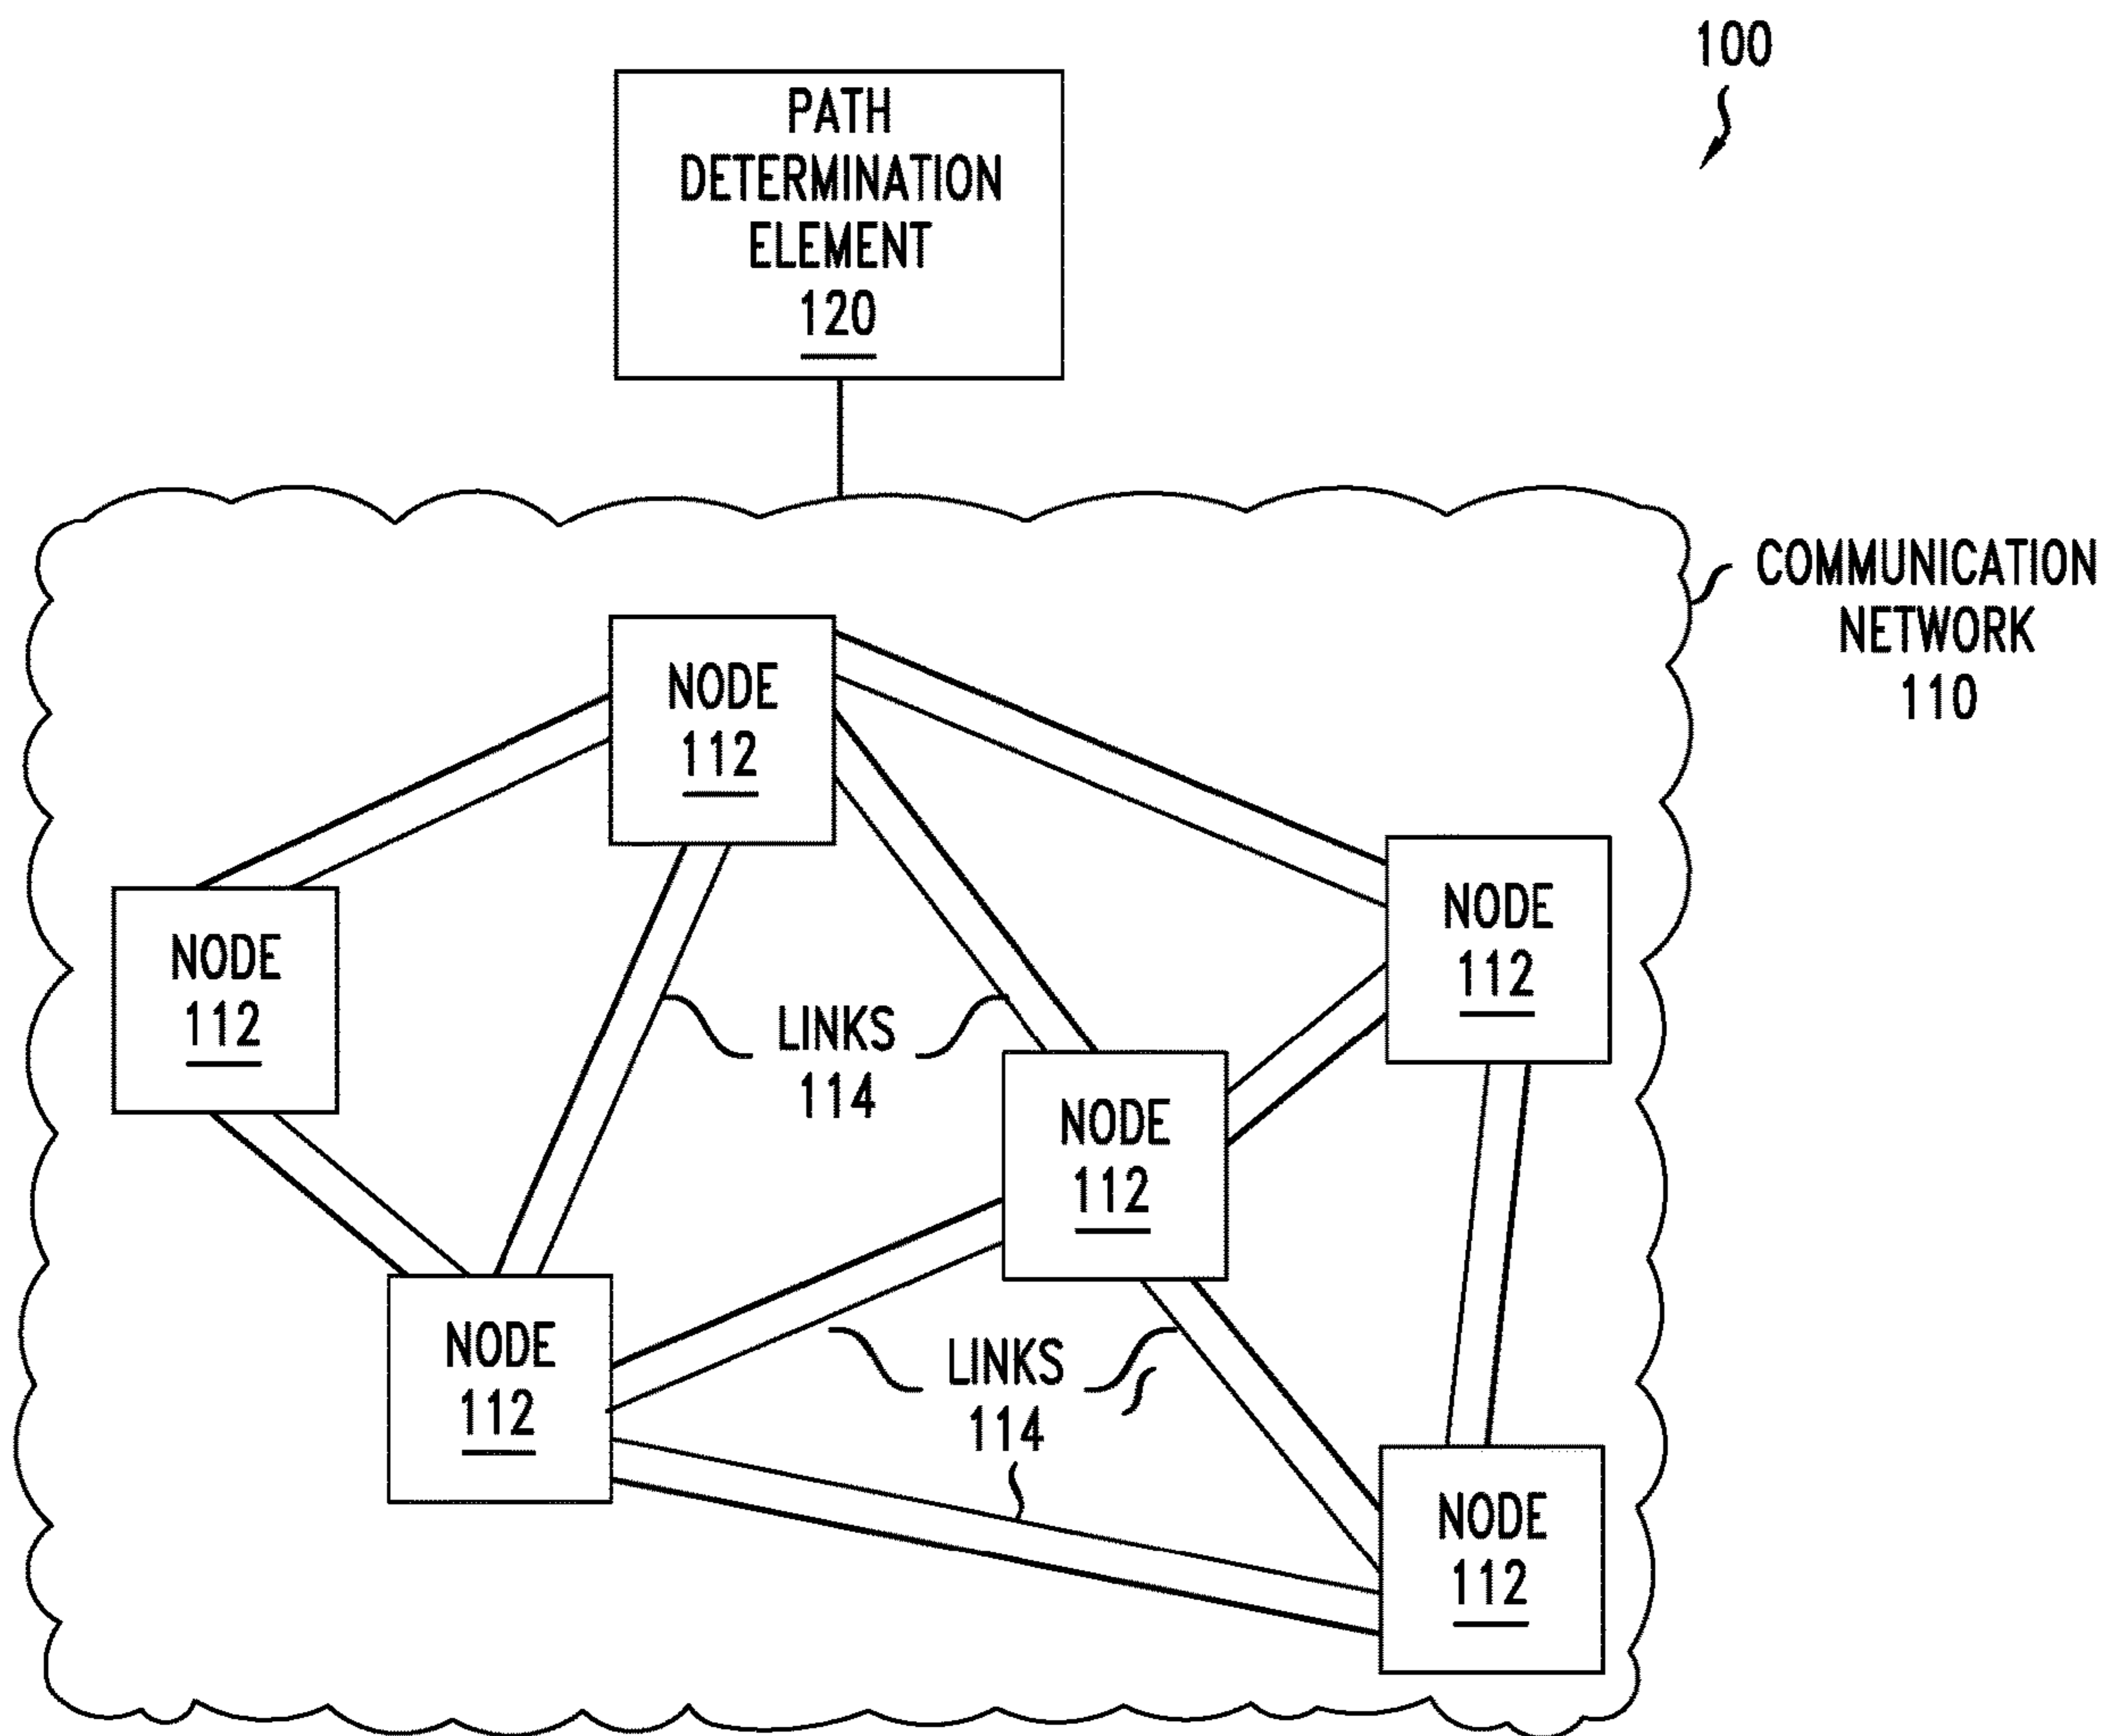 100
PATH
DETERMINATION
ELEMENT
120
COMMUNICATION
NETWORK
110
NODE
112
NODE
112
NODE
112
LINKS
114
NODE
112
NODE
112
LINKS
114
NODE
112